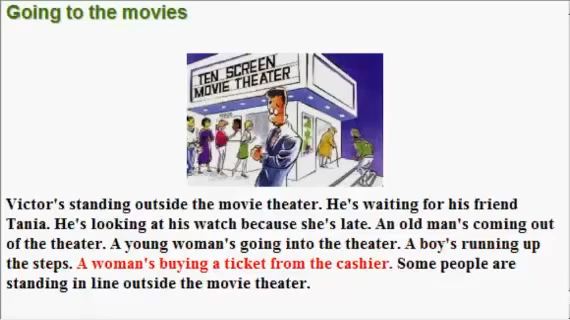 Going to the movies
TEN SCREEN
MOVIE THEATER
Victor's standing outside the movie theater. He's waiting for his friend
Tania. He's looking at his watch because she's late. An old man's coming out
of the theater. A young woman's going into the theater. A boy's running up
the steps. A woman's buying a ticket from the cashier. Some people are
standing in line outside the movie theater.